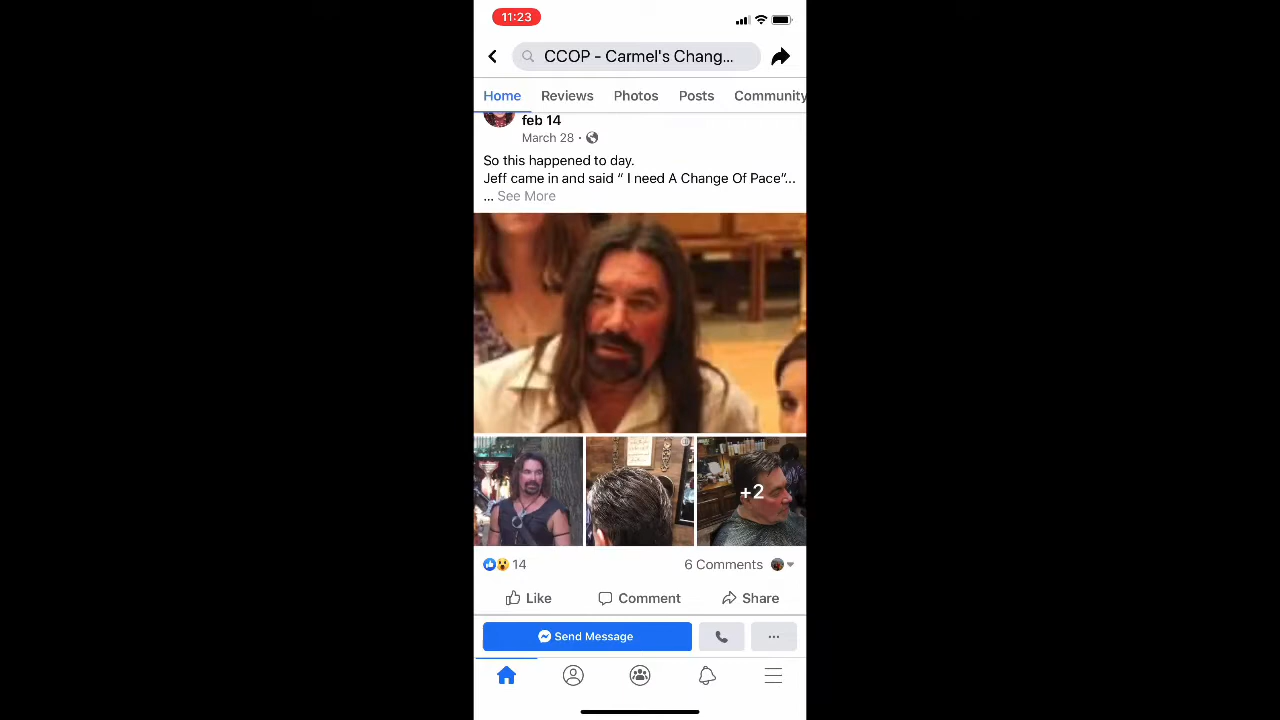 11:23
CCOP - Carmel's Chang...
Home Reviews Photos Posts Community
feb 14
March 28 ·
So this happened to day.
Jeff came in and said “ I need A Change Of Pace”...
... See More
+2
14 6 Comments
Like Comment Share
Send Message